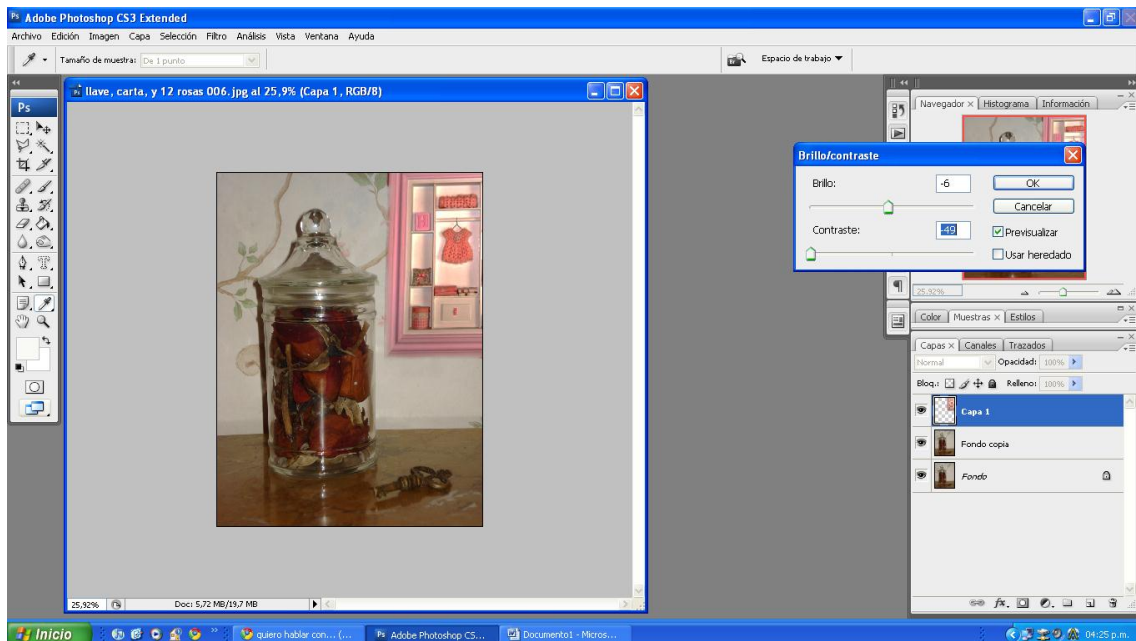 Ps Adobe Photoshop CS3 Extended
Archivo Edición Imagen Capa Selección Filtro Análisis Vista Ventana Ayuda
Tamaño de muestra: De 1 punto
Espacio de trabajo ▼
Ps
llave, carta, y 12 rosas 006.jpg al 25,9% (Capa 1, RGB/8)
Navegador × Histograma Información
Brillo/contraste
Brillo: -6
OK
Cancelar
Contraste: -49
Previsualizar
Usar heredado
25.92%
Color Muestras × Estilos
Capas × Canales Trazados
Normal Opacidad: 100%
Bloq.: Relleno: 100%
Capa 1
Fondo copia
Fondo
25,92% Doc: 5,72 MB/19,7 MB
Inicio
quiero hablar con... (...
Ps Adobe Photoshop CS...
Documento1 - Micros...
04:25 p.m.